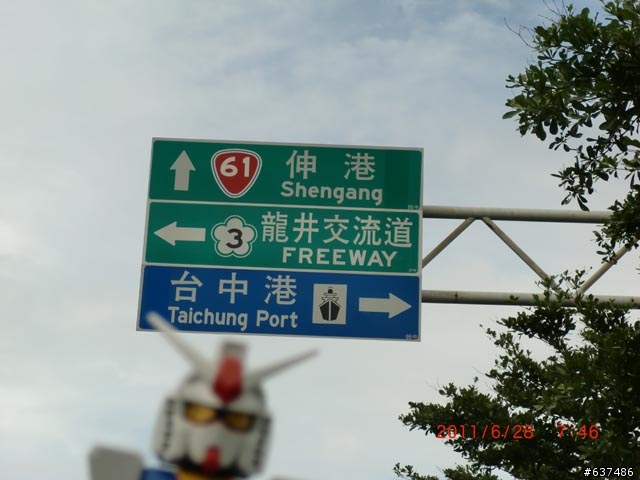 61
伸港
Shengang
3
龍井交流道
FREEWAY
台中港
Taichung Port
2011/6/28 7:46
#637486